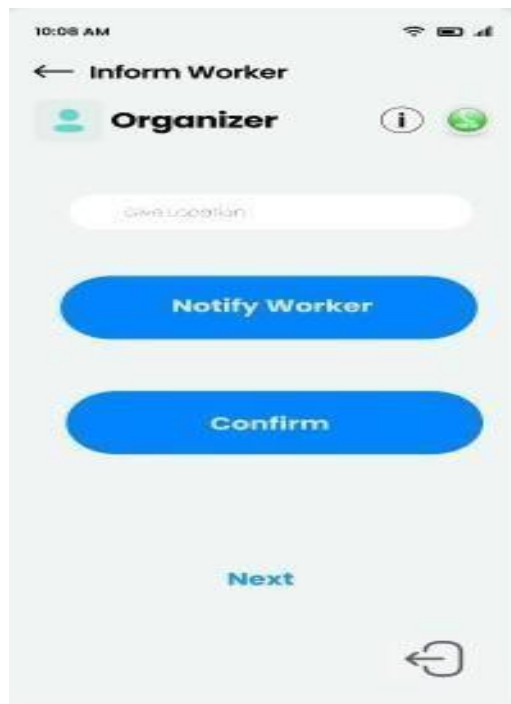 10:08 AM
Inform Worker
Organizer
i
Give Location
Notify Worker
Confirm
Next